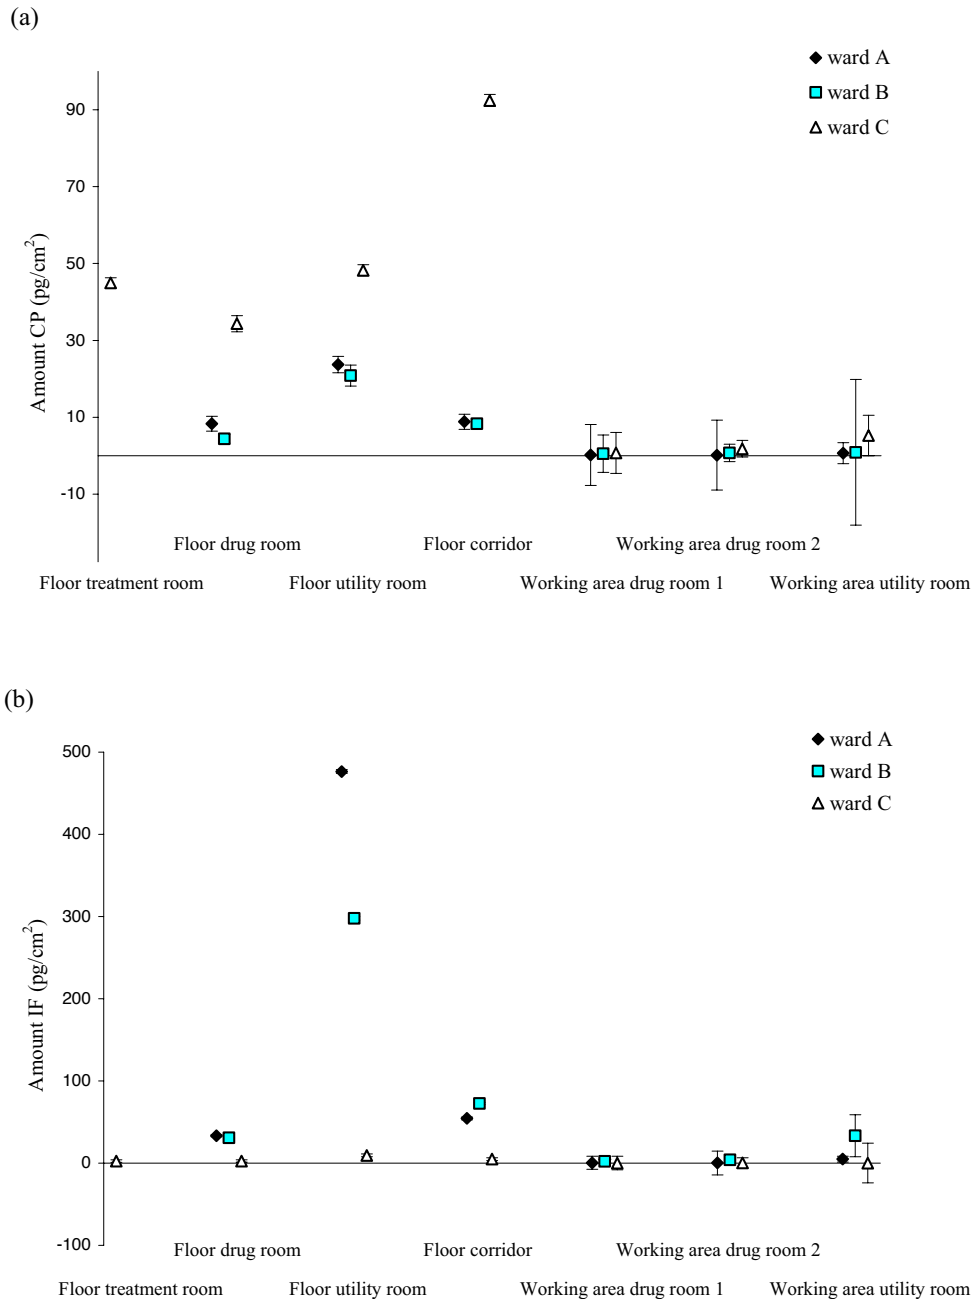 (a)
ward A
ward B
ward C
90
70
50
30
10
-10
Amount CP (pg/cm²)
Floor drug room
Floor corridor
Working area drug room 2
Floor treatment room
Floor utility room
Working area drug room 1
Working area utility room
(b)
ward A
ward B
ward C
500
400
300
200
100
0
-100
Amount IF (pg/cm²)
Floor drug room
Floor corridor
Working area drug room 2
Floor treatment room
Floor utility room
Working area drug room 1
Working area utility room